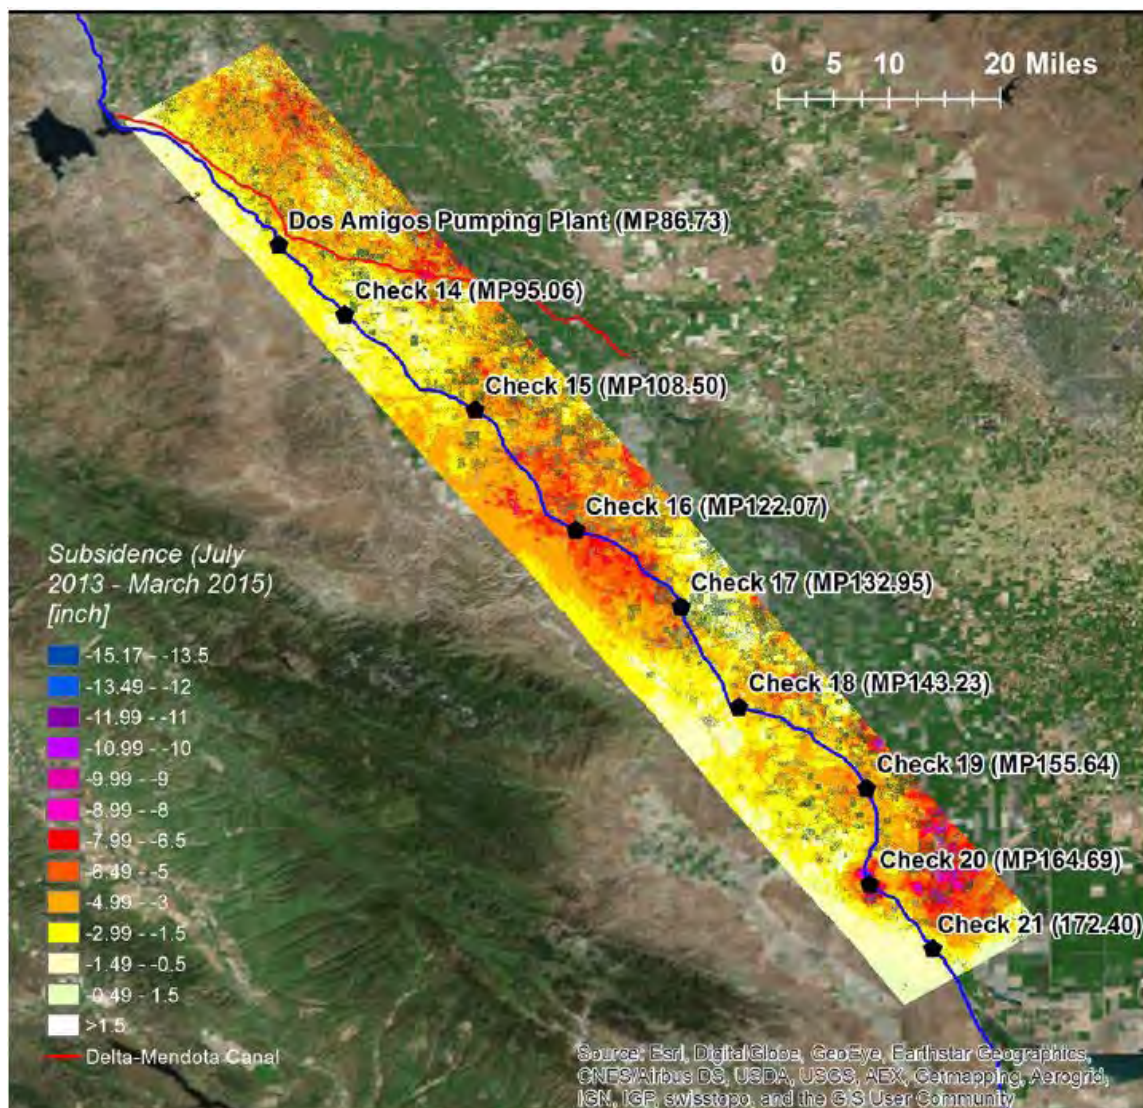 0 5 10 20 Miles
Dos Amigos Pumping Plant (MP86.73)
Check 14 (MP95.06)
Check 15 (MP108.50)
Check 16 (MP122.07)
Check 17 (MP132.95)
Check 18 (MP143.23)
Check 19 (MP155.64)
Check 20 (MP164.69)
Check 21 (172.40)
Subsidence (July
2013 - March 2015)
[inch]
-15.17 - -13.5
-13.49 - -12
-11.99 - -11
-10.99 - -10
-9.99 - -9
-8.99 - -8
-7.99 - -6.5
-6.49 - -5
-4.99 - -3
-2.99 - -1.5
-1.49 - -0.5
-0.49 - 1.5
>1.5
Delta-Mendota Canal
Source: Esri, DigitalGlobe, GeoEye, Earthstar Geographics,
CNES/Airbus DS, USDA, USGS, AEX, Getmapping, Aerogrid,
IGN, IGP, swisstopo, and the GIS User Community